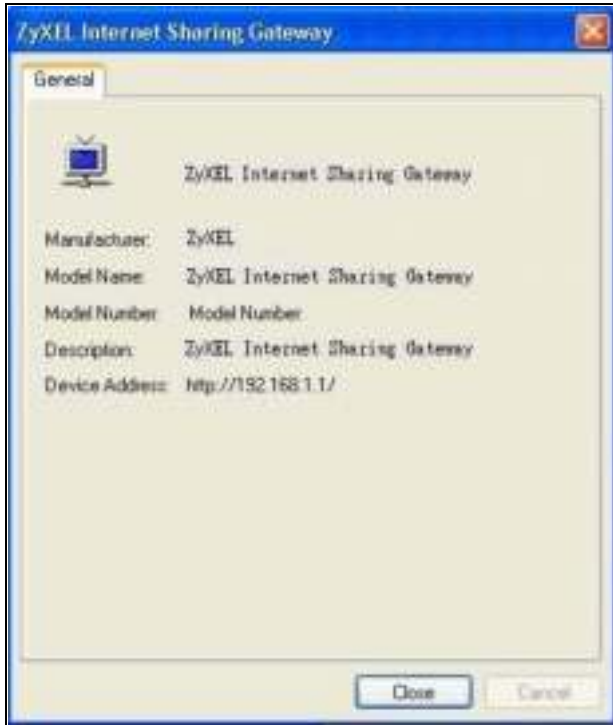 ZyXEL Internet Sharing Gateway
General
ZyXEL Internet Sharing Gateway
Manufacturer: ZyXEL
Model Name: ZyXEL Internet Sharing Gateway
Model Number: Model Number
Description: ZyXEL Internet Sharing Gateway
Device Address: http://192.168.1.1/
Close Cancel